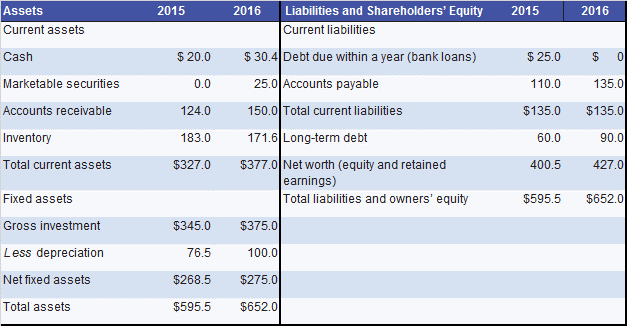 Assets 2015 2016 Liabilities and Shareholders' Equity 2015 2016
Current assets Current liabilities
Cash $ 20.0 $ 30.4 Debt due within a year (bank loans) $ 25.0 $ 0
Marketable securities 0.0 25.0 Accounts payable 110.0 135.0
Accounts receivable 124.0 150.0 Total current liabilities $135.0 $135.0
Inventory 183.0 171.6 Long-term debt 60.0 90.0
Total current assets $327.0 $377.0 Net worth (equity and retained 400.5 427.0
earnings)
Fixed assets Total liabilities and owners' equity $595.5 $652.0
Gross investment $345.0 $375.0
Less depreciation 76.5 100.0
Net fixed assets $268.5 $275.0
Total assets $595.5 $652.0